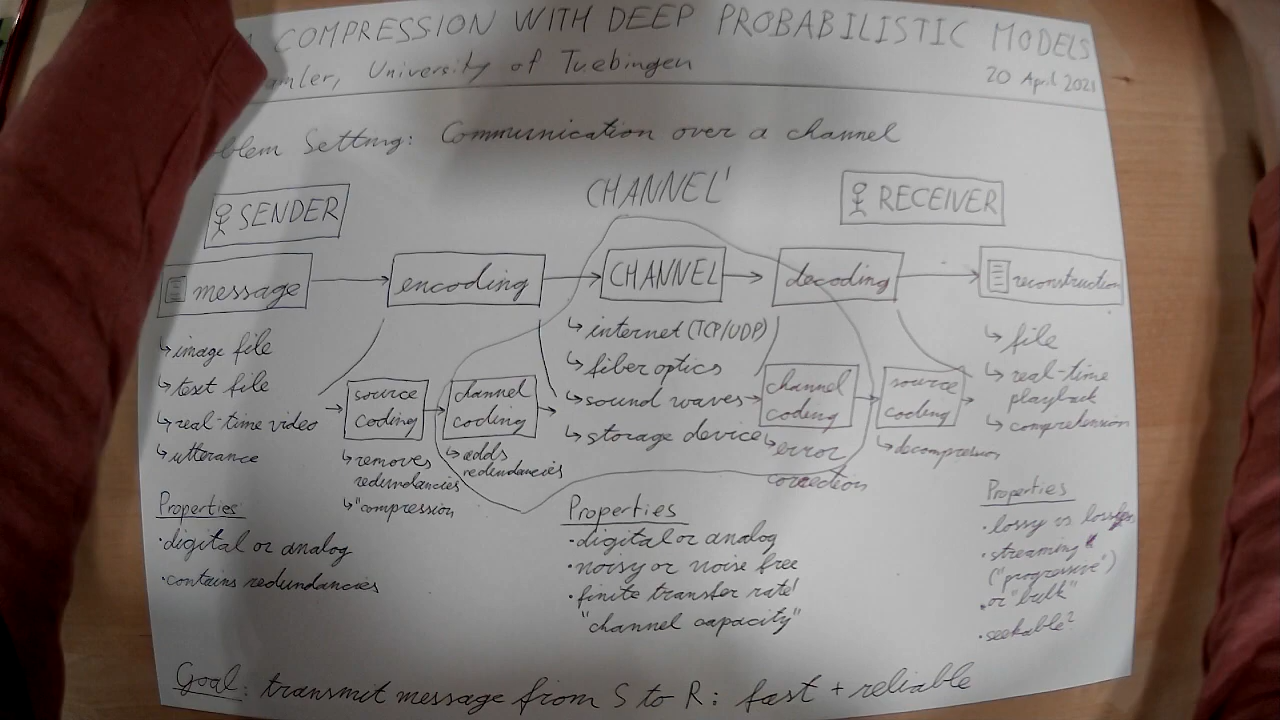 COMPRESSION WITH DEEP PROBABILISTIC MODELS
mler, University of Tuebingen
20 April 2021
blem Setting: Communication over a channel
SENDER
CHANNEL'
RECEIVER
message
encoding
CHANNEL
decoding
reconstruction
↳ image file
↳ text file
↳ real-time video
↳ utterance
source
coding
↳ removes
redundancies
↳ "compression
channel
coding
↳ adds
redundancies
↳ internet (TCP/UDP)
↳ fiber optics
↳ sound waves
↳ storage device
channel
coding
↳ error
correction
source
coding
↳ decompression
↳ file
↳ real-time
playback
↳ comprehension
Properties
· digital or analog
· contains redundancies
Properties
· digital or analog
· noisy or noise free
· finite transfer rate
"channel capacity"
Properties
· lossy vs. lossless
· streaming"
("progressive")
· or "bulk"
· seekable?
Goal: transmit message from S to R: fast + reliable